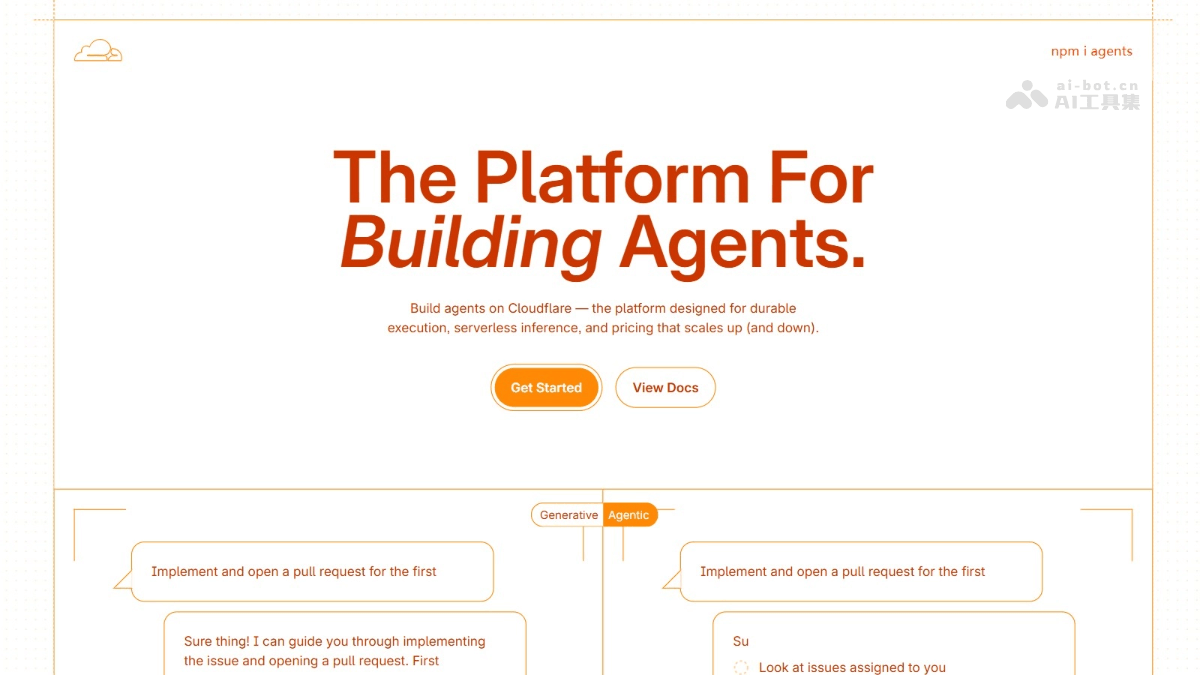 npm i agents
ai-bot.cn
AI工具集
The Platform For
Building Agents.
Build agents on Cloudflare — the platform designed for durable
execution, serverless inference, and pricing that scales up (and down).
Get Started
View Docs
Generative
Agentic
Implement and open a pull request for the first
Sure thing! I can guide you through implementing
the issue and opening a pull request. First
Implement and open a pull request for the first
Su
Look at issues assigned to you